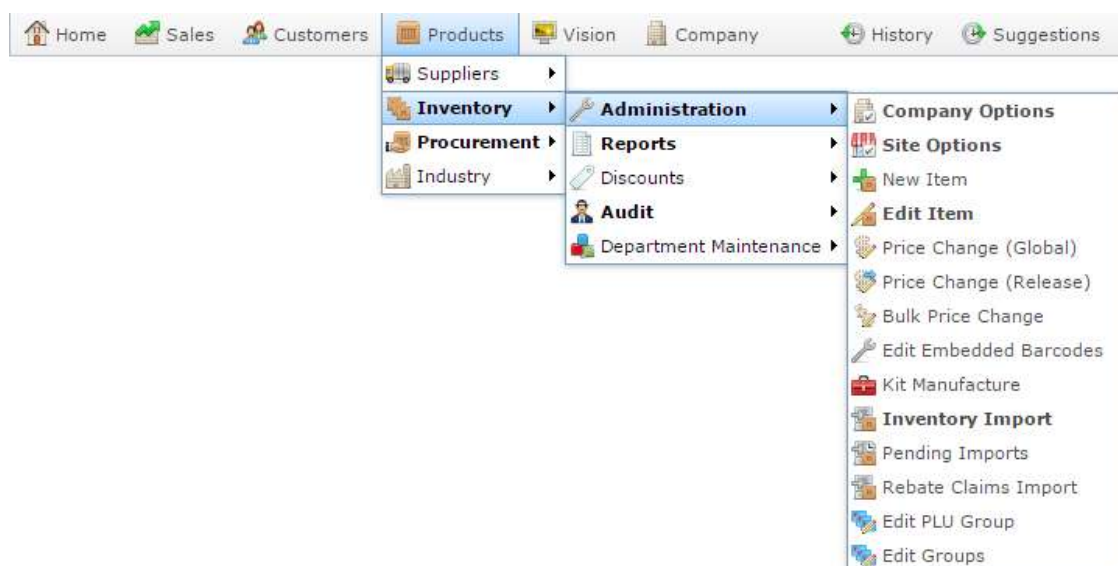 Home Sales Customers Products Vision Company History Suggestions
Suppliers
Inventory
Procurement
Industry
Administration
Reports
Discounts
Audit
Department Maintenance
Company Options
Site Options
New Item
Edit Item
Price Change (Global)
Price Change (Release)
Bulk Price Change
Edit Embedded Barcodes
Kit Manufacture
Inventory Import
Pending Imports
Rebate Claims Import
Edit PLU Group
Edit Groups